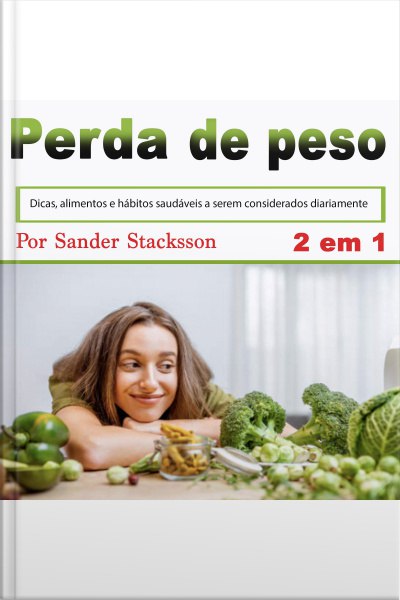 Perda de peso
Dicas, alimentos e hábitos saudáveis a serem considerados diariamente
Por Sander Stacksson 2 em 1